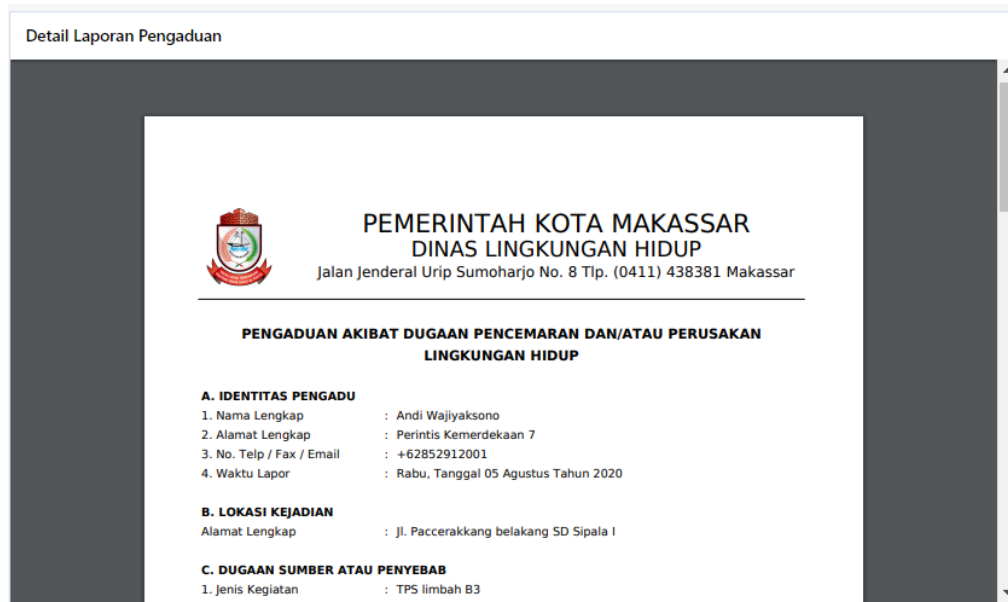 Detail Laporan Pengaduan
PEMERINTAH KOTA MAKASSAR
DINAS LINGKUNGAN HIDUP
Jalan Jenderal Urip Sumoharjo No. 8 Tlp. (0411) 438381 Makassar
PENGADUAN AKIBAT DUGAAN PENCEMARAN DAN/ATAU PERUSAKAN
LINGKUNGAN HIDUP
A. IDENTITAS PENGADU
1. Nama Lengkap : Andi Wajiyaksono
2. Alamat Lengkap : Perintis Kemerdekaan 7
3. No. Telp / Fax / Email : +62852912001
4. Waktu Lapor : Rabu, Tanggal 05 Agustus Tahun 2020
B. LOKASI KEJADIAN
Alamat Lengkap : Jl. Paccerakkang belakang SD Sipala I
C. DUGAAN SUMBER ATAU PENYEBAB
1. Jenis Kegiatan : TPS limbah B3